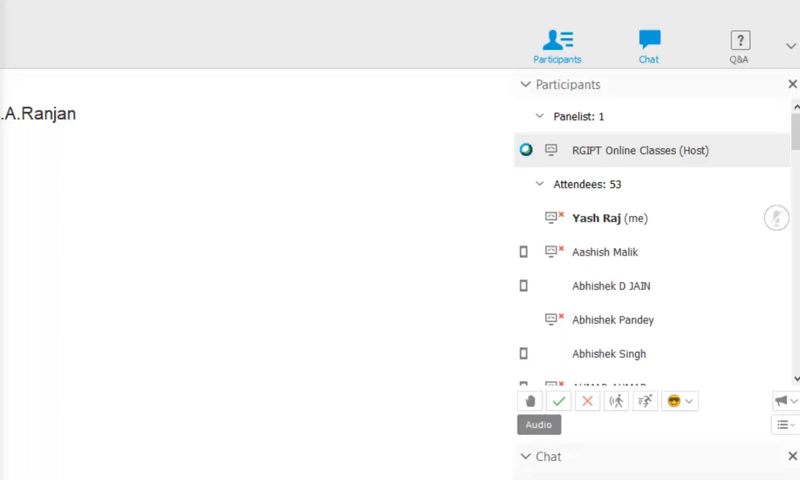 Participants
Chat
Q&A
Participants
.A.Ranjan
Panelist: 1
RGIPT Online Classes (Host)
Attendees: 53
Yash Raj (me)
Aashish Malik
Abhishek D JAIN
Abhishek Pandey
Abhishek Singh
Audio
Chat